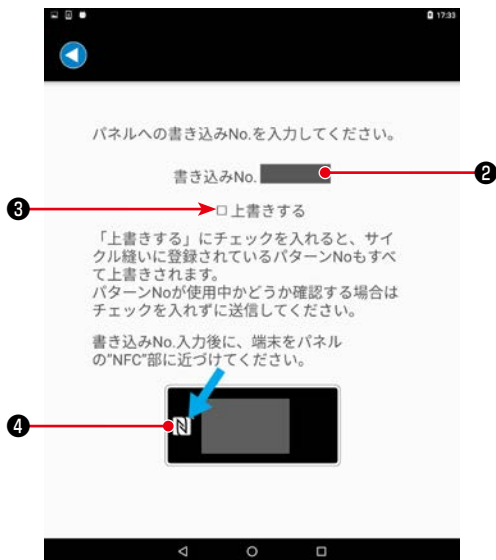 17:33
パネルへの書き込みNo.を入力してください。
書き込みNo.
❷
❸
□上書きする
「上書きする」にチェックを入れると、サイ
クル縫いに登録されているパターンNoもすべ
て上書きされます。
パターンNoが使用中かどうか確認する場合は
チェックを入れずに送信してください。
書き込みNo.入力後に、端末をパネル
の"NFC"部に近づけてください。
❹